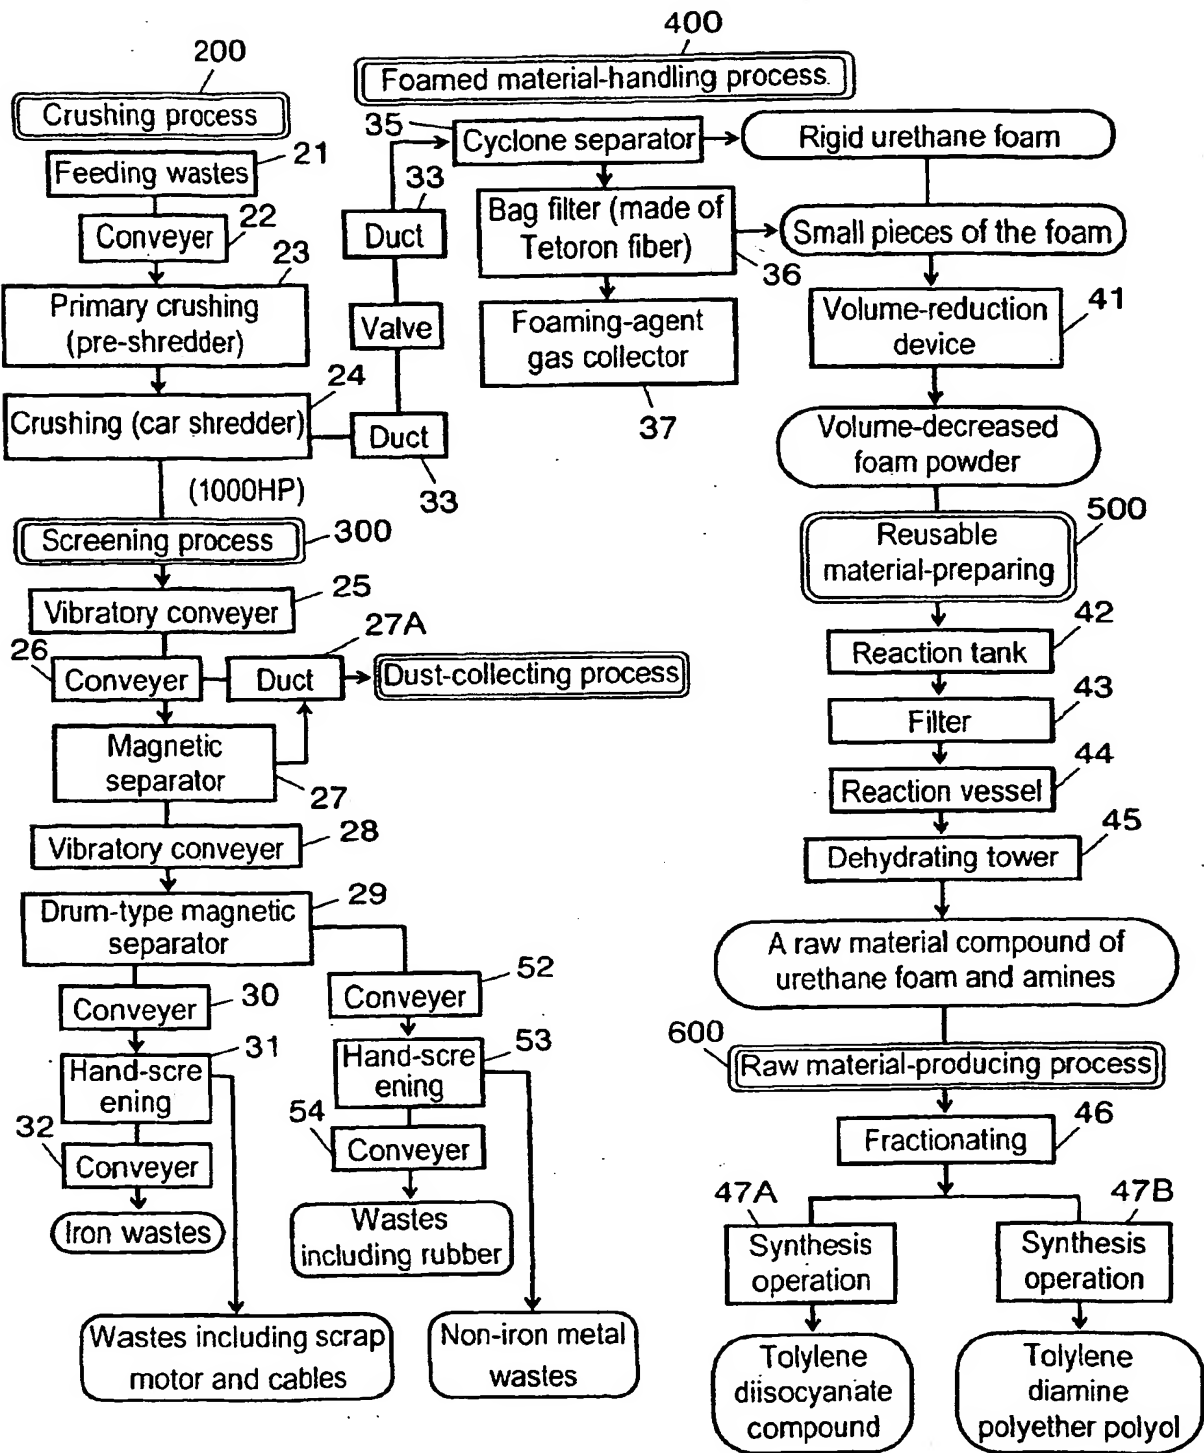 200
Crushing process
21
Feeding wastes
22
Conveyer
23
Primary crushing
(pre-shredder)
24
Crushing (car shredder)
(1000HP)
33
Duct
Valve
Duct
33
400
Foamed material-handling process.
35
Cyclone separator
Rigid urethane foam
Bag filter (made of
Tetoron fiber)
36
Small pieces of the foam
Foaming-agent
gas collector
37
Volume-reduction
device
41
Volume-decreased
foam powder
Screening process
300
Vibratory conveyer
25
26
Conveyer
27A
Duct
Dust-collecting process
Magnetic
separator
27
Vibratory conveyer
28
Drum-type magnetic
separator
29
Conveyer
30
Hand-scre
ening
31
32
Conveyer
Iron wastes
Wastes including scrap
motor and cables
Conveyer
52
Hand-scre
ening
53
54
Conveyer
Wastes
including rubber
Non-iron metal
wastes
500
Reusable
material-preparing
42
Reaction tank
43
Filter
44
Reaction vessel
45
Dehydrating tower
A raw material compound of
urethane foam and amines
600
Raw material-producing process
46
Fractionating
47A
Synthesis
operation
Tolylene
diisocyanate
compound
47B
Synthesis
operation
Tolylene
diamine
polyether polyol